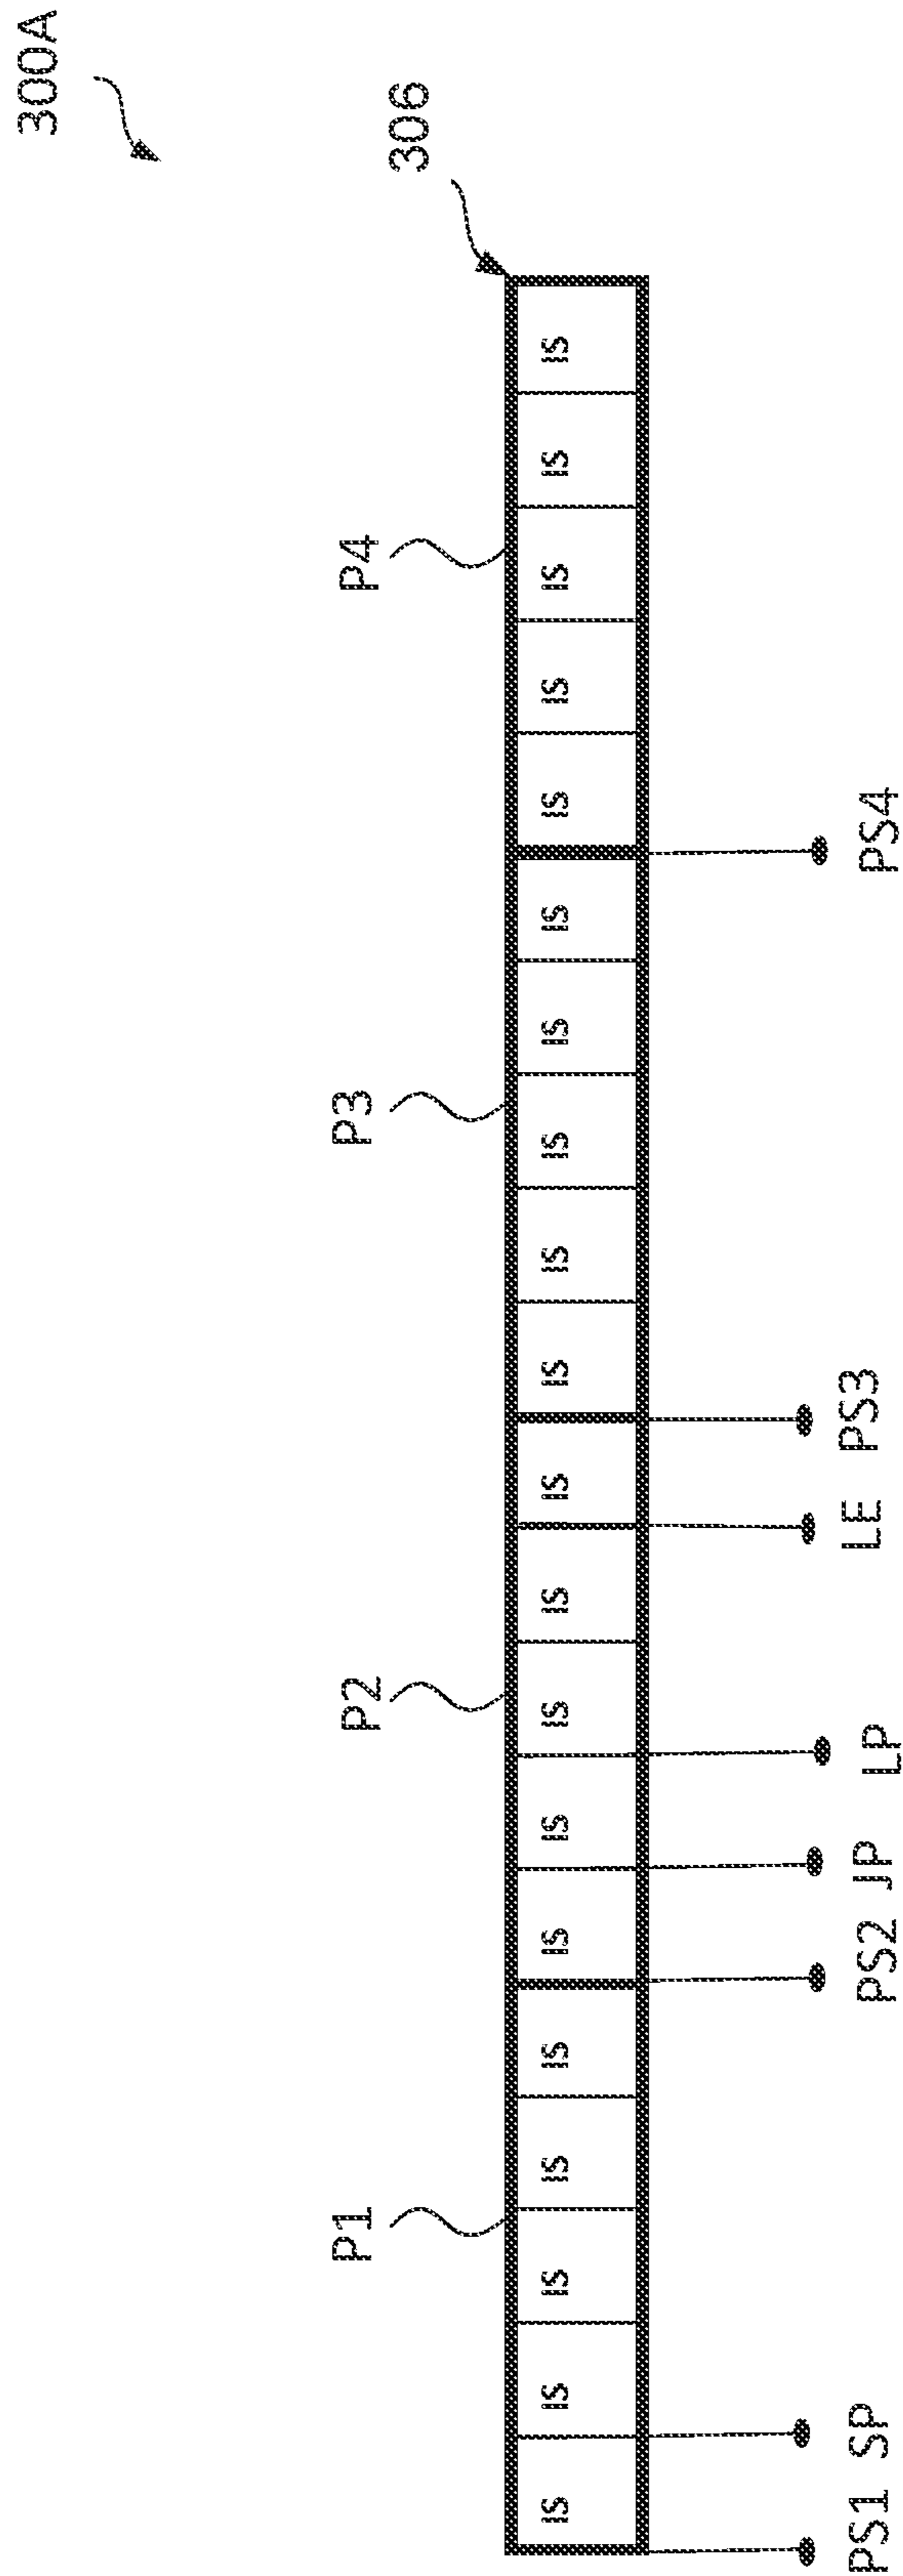 300A
P1 P2 P3 P4
306
IS IS IS IS IS IS IS IS IS IS IS IS IS IS IS IS IS IS IS IS
PS1 SP PS2 JP LP LE PS3 PS4